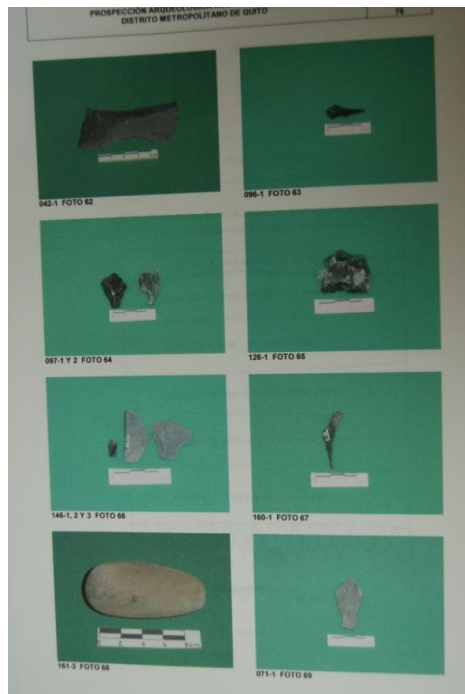 PROSPECCIÓN ARQUEOLÓGICA
DISTRITO METROPOLITANO DE QUITO
042-1 FOTO 62
096-1 FOTO 63
097-1 Y 2 FOTO 64
126-1 FOTO 65
146-1, 2 Y 3 FOTO 66
160-1 FOTO 67
161-3 FOTO 68
071-1 FOTO 69